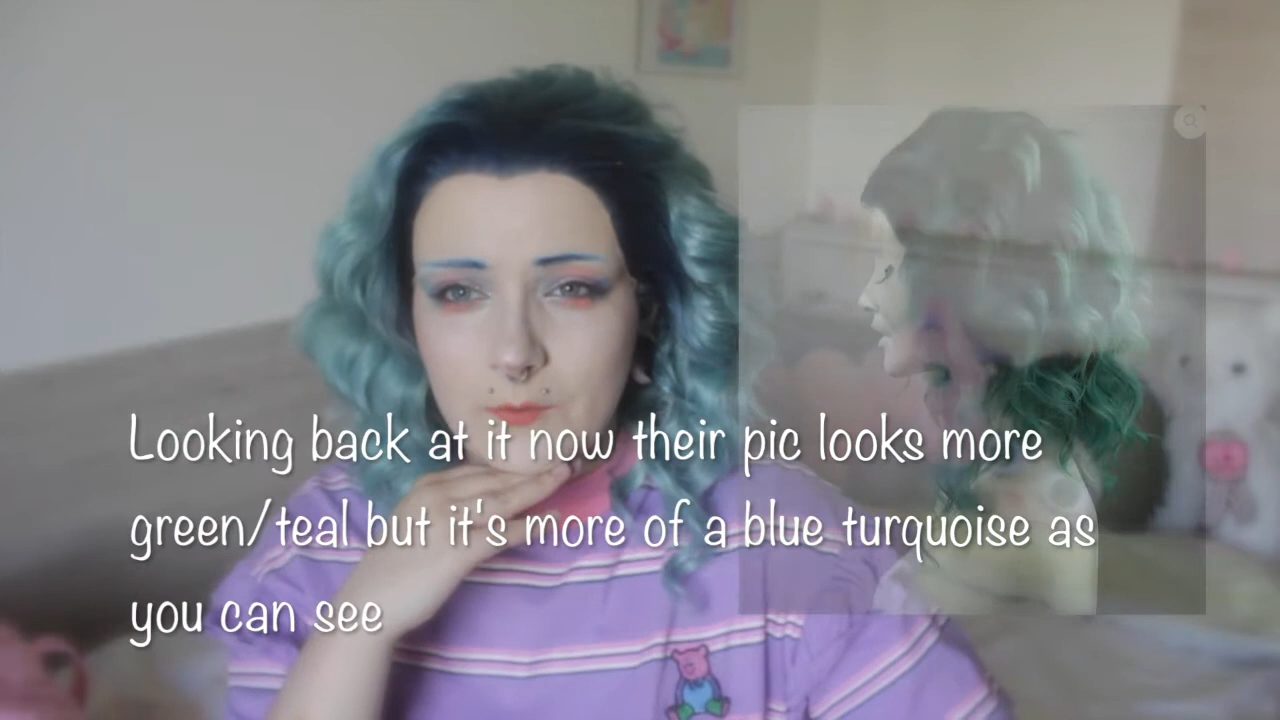 Looking back at it now their pic looks more
green/teal but it's more of a blue turquoise as
you can see